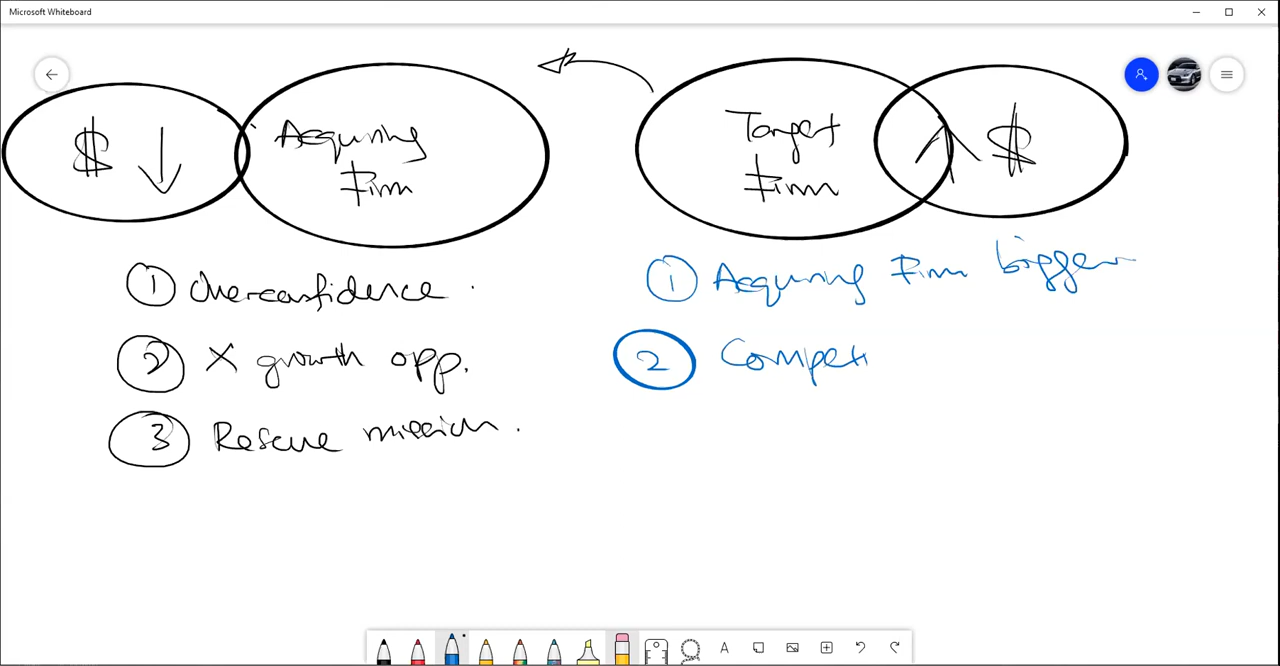 Microsoft Whiteboard
$ ↓
Acquiring
Firm
Target
Firm
↑ $
① Overconfidence.
② X growth opp.
③ Rescue mission.
① Acquiring Firm bigger
② Compet